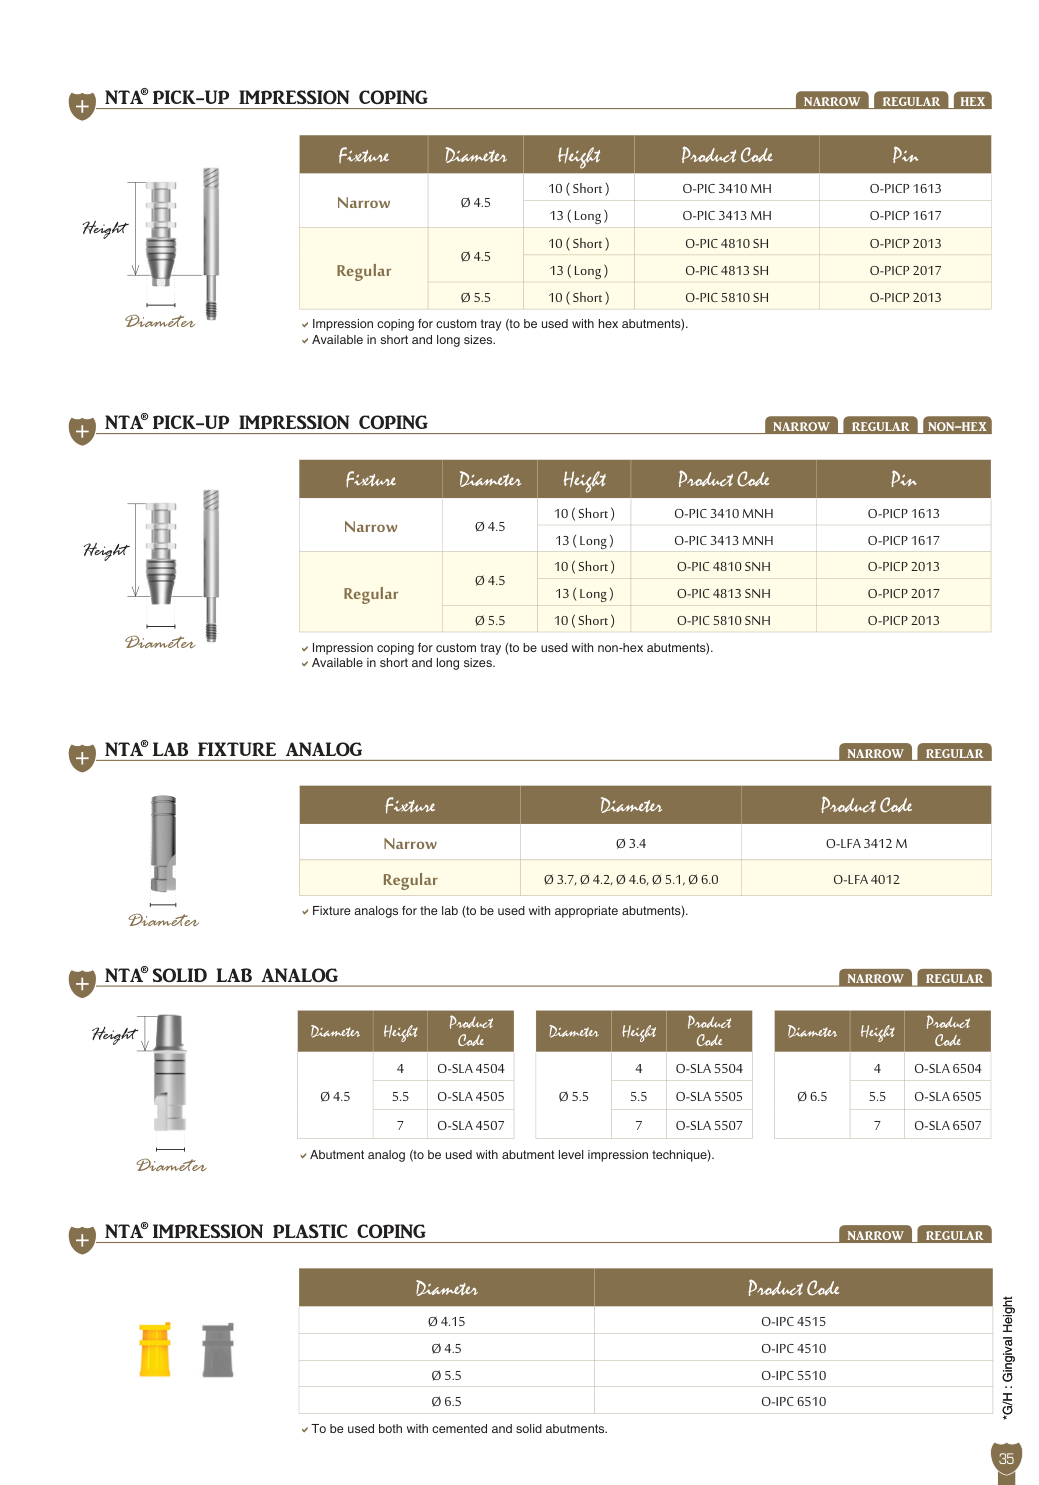 NTA® PICK-UP IMPRESSION COPING
NARROW REGULAR HEX
Height
Diameter
Fixture Diameter Height Product Code Pin
Narrow Ø 4.5 10 ( Short ) O-PIC 3410 MH O-PICP 1613
13 ( Long ) O-PIC 3413 MH O-PICP 1617
Regular Ø 4.5 10 ( Short ) O-PIC 4810 SH O-PICP 2013
13 ( Long ) O-PIC 4813 SH O-PICP 2017
Ø 5.5 10 ( Short ) O-PIC 5810 SH O-PICP 2013
Impression coping for custom tray (to be used with hex abutments).
Available in short and long sizes.
NTA® PICK-UP IMPRESSION COPING
NARROW REGULAR NON-HEX
Height
Diameter
Fixture Diameter Height Product Code Pin
Narrow Ø 4.5 10 ( Short ) O-PIC 3410 MNH O-PICP 1613
13 ( Long ) O-PIC 3413 MNH O-PICP 1617
Regular Ø 4.5 10 ( Short ) O-PIC 4810 SNH O-PICP 2013
13 ( Long ) O-PIC 4813 SNH O-PICP 2017
Ø 5.5 10 ( Short ) O-PIC 5810 SNH O-PICP 2013
Impression coping for custom tray (to be used with non-hex abutments).
Available in short and long sizes.
NTA® LAB FIXTURE ANALOG
NARROW REGULAR
Diameter
Fixture Diameter Product Code
Narrow Ø 3.4 O-LFA 3412 M
Regular Ø 3.7, Ø 4.2, Ø 4.6, Ø 5.1, Ø 6.0 O-LFA 4012
Fixture analogs for the lab (to be used with appropriate abutments).
NTA® SOLID LAB ANALOG
NARROW REGULAR
Height
Diameter
Diameter Height Product Code
Ø 4.5 4 O-SLA 4504
5.5 O-SLA 4505
7 O-SLA 4507
Diameter Height Product Code
Ø 5.5 4 O-SLA 5504
5.5 O-SLA 5505
7 O-SLA 5507
Diameter Height Product Code
Ø 6.5 4 O-SLA 6504
5.5 O-SLA 6505
7 O-SLA 6507
Abutment analog (to be used with abutment level impression technique).
NTA® IMPRESSION PLASTIC COPING
NARROW REGULAR
Diameter Product Code
Ø 4.15 O-IPC 4515
Ø 4.5 O-IPC 4510
Ø 5.5 O-IPC 5510
Ø 6.5 O-IPC 6510
To be used both with cemented and solid abutments.
*G/H : Gingival Height
35